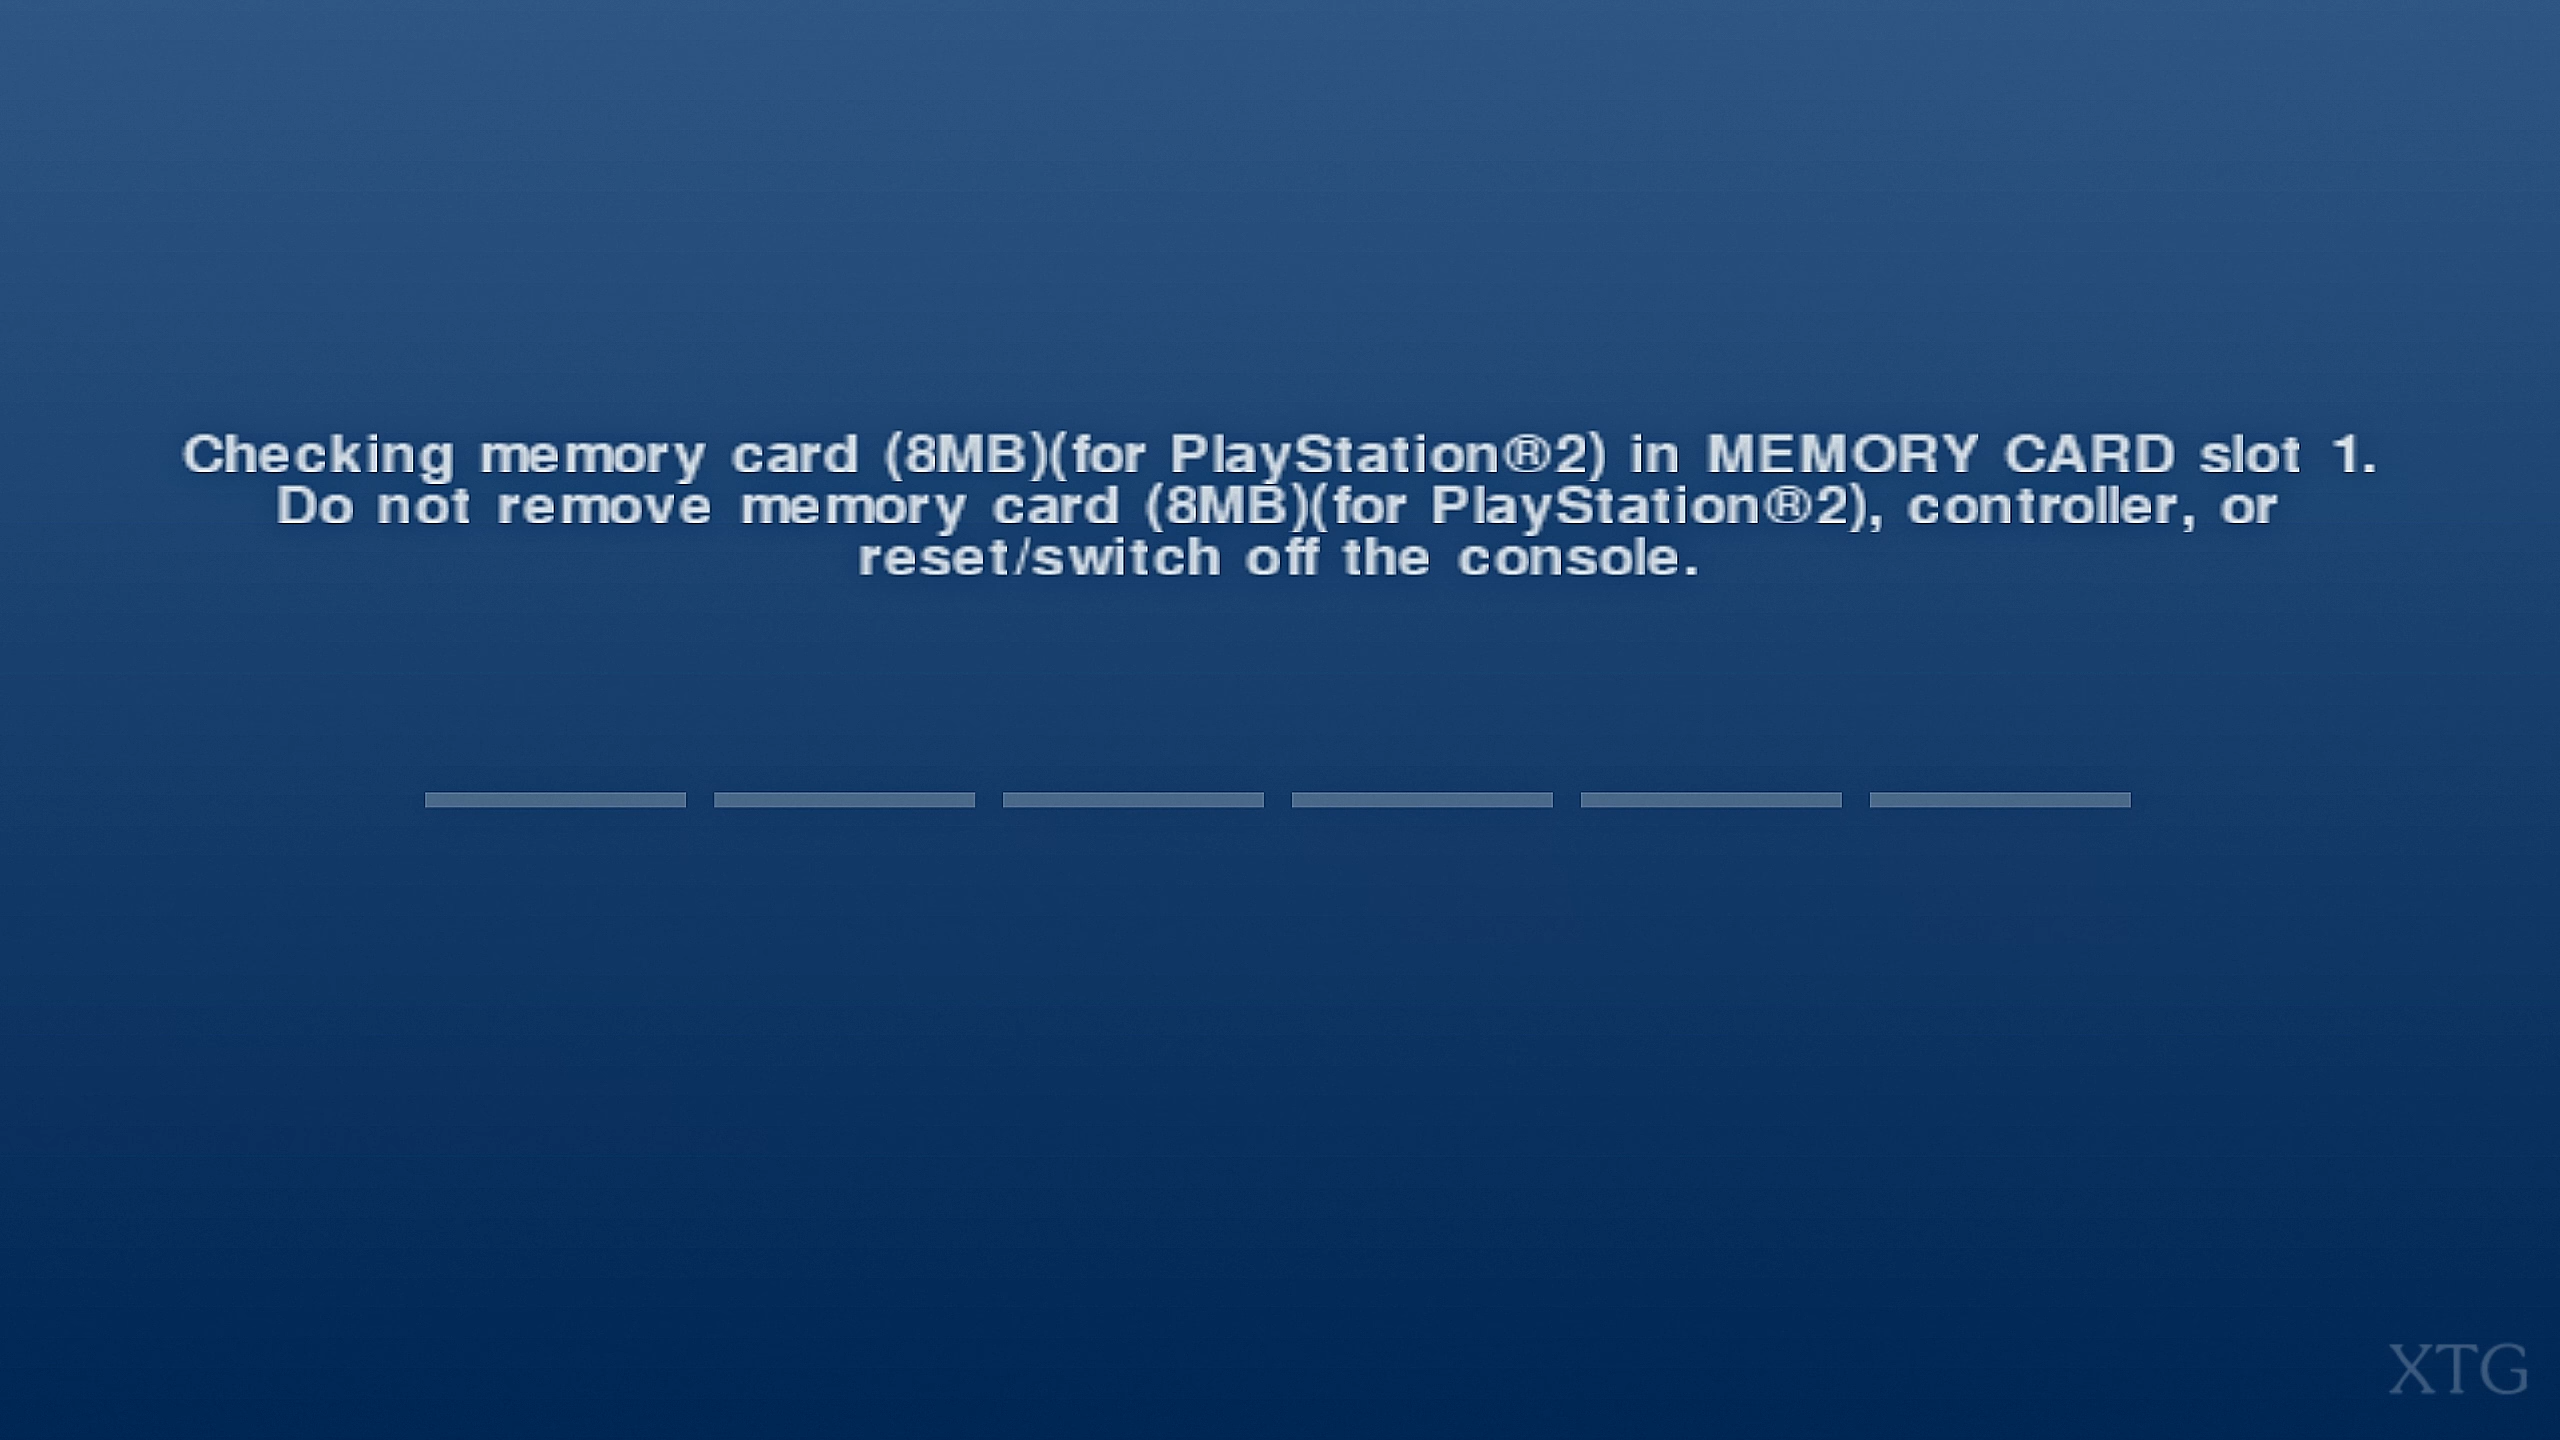 Checking memory card (8MB)(for PlayStation®2) in MEMORY CARD slot 1.
Do not remove memory card (8MB)(for PlayStation®2), controller, or
reset/switch off the console.
XTG